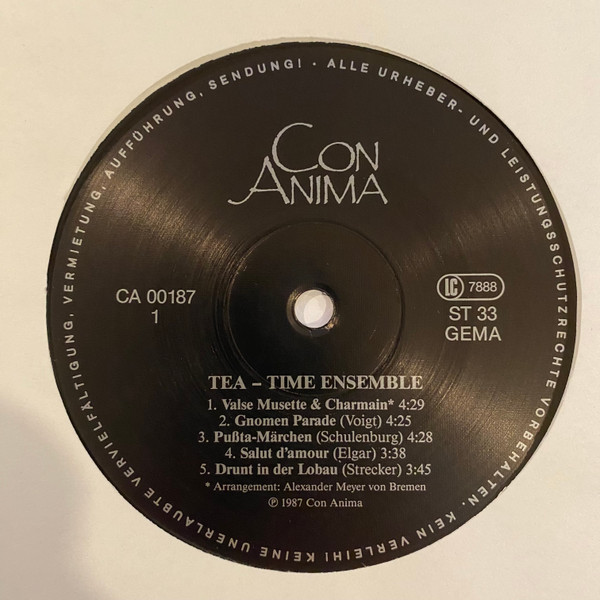 ALLE URHEBER- UND LEISTUNGSSCHUTZRECHTE VORBEHALTEN. KEIN VERLEIH! KEINE UNERLAUBTE VERVIELFÄLTIGUNG, VERMIETUNG, AUFFÜHRUNG, SENDUNG! ·
CON
ANIMA
CA 00187
1
LC 7888
ST 33
GEMA
TEA – TIME ENSEMBLE
1. Valse Musette & Charmain* 4:29
2. Gnomen Parade (Voigt) 4:25
3. Pußta-Märchen (Schulenburg) 4:28
4. Salut d'amour (Elgar) 3:38
5. Drunt in der Lobau (Strecker) 3:45
* Arrangement: Alexander Meyer von Bremen
℗ 1987 Con Anima